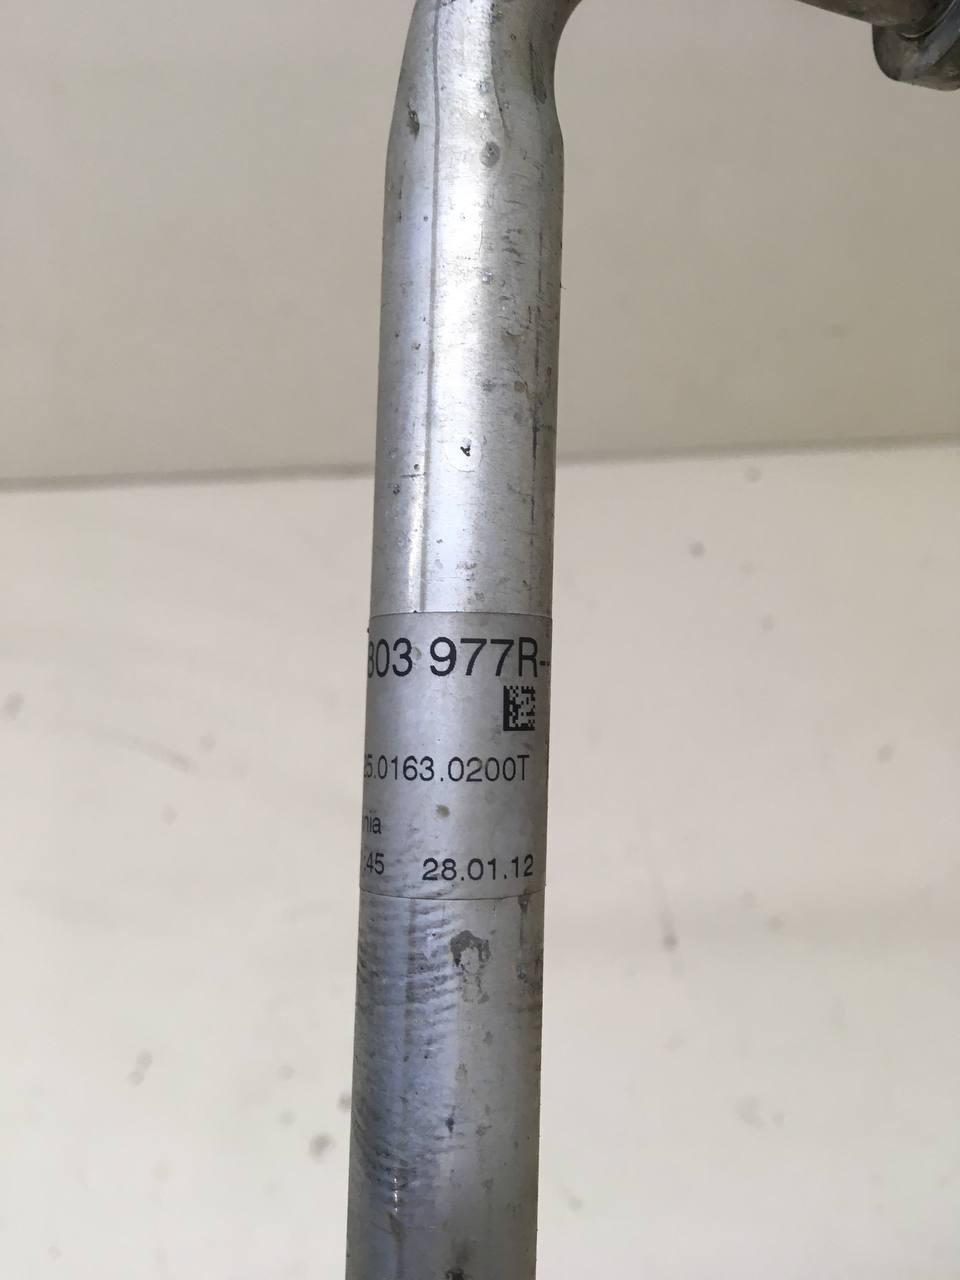 803 977R-
5.0163.0200T
nia
:45 28.01.12